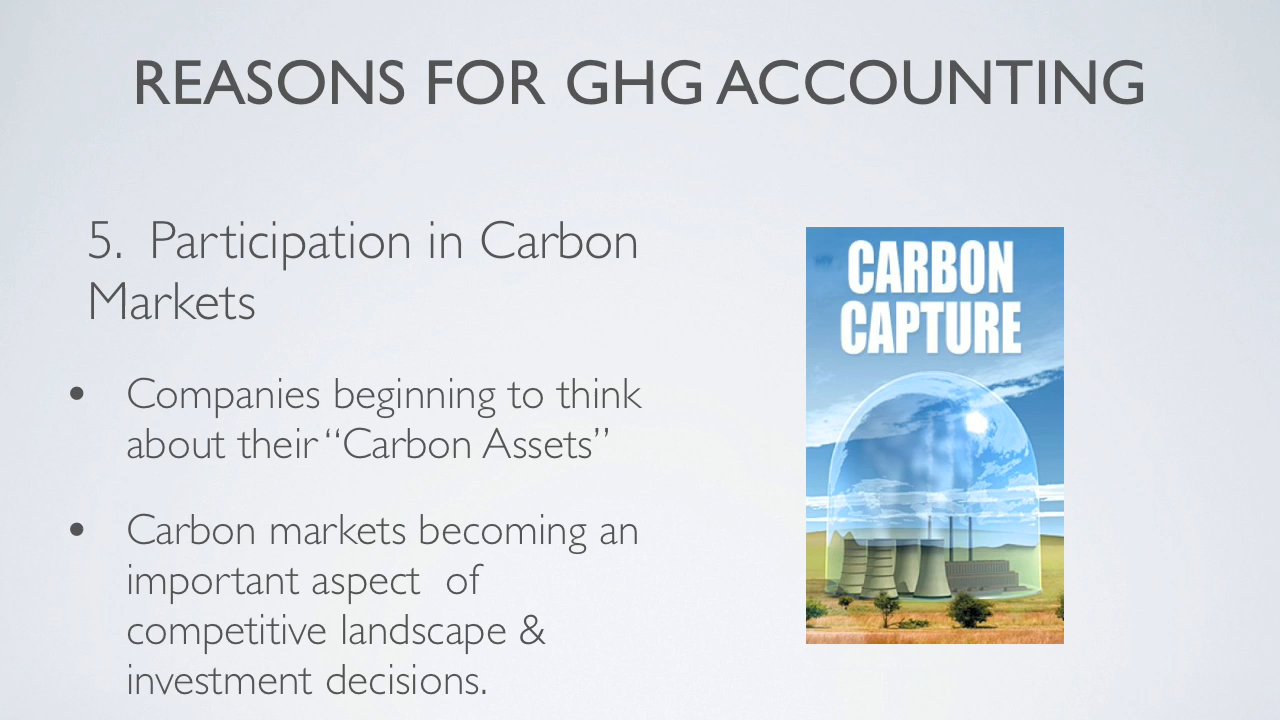 REASONS FOR GHG ACCOUNTING
5. Participation in Carbon
Markets
• Companies beginning to think
about their “Carbon Assets”
• Carbon markets becoming an
important aspect of
competitive landscape &
investment decisions.
CARBON
CAPTURE